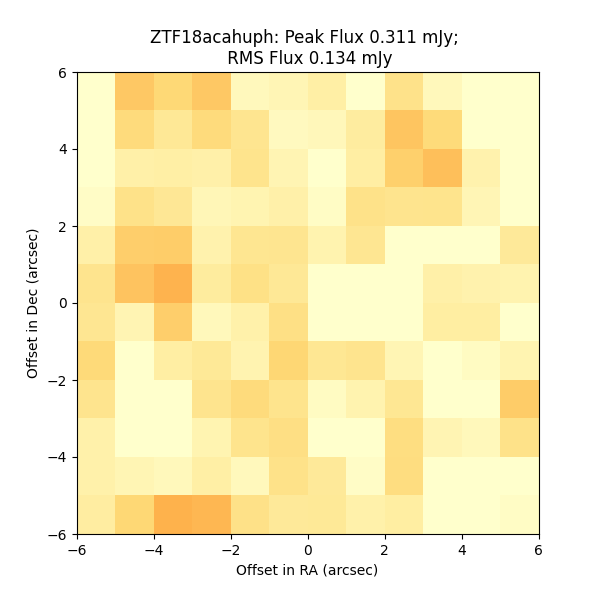 ZTF18acahuph: Peak Flux 0.311 mJy;
RMS Flux 0.134 mJy
6
4
2
0
−2
−4
−6
Offset in Dec (arcsec)
−6 −4 −2 0 2 4 6
Offset in RA (arcsec)